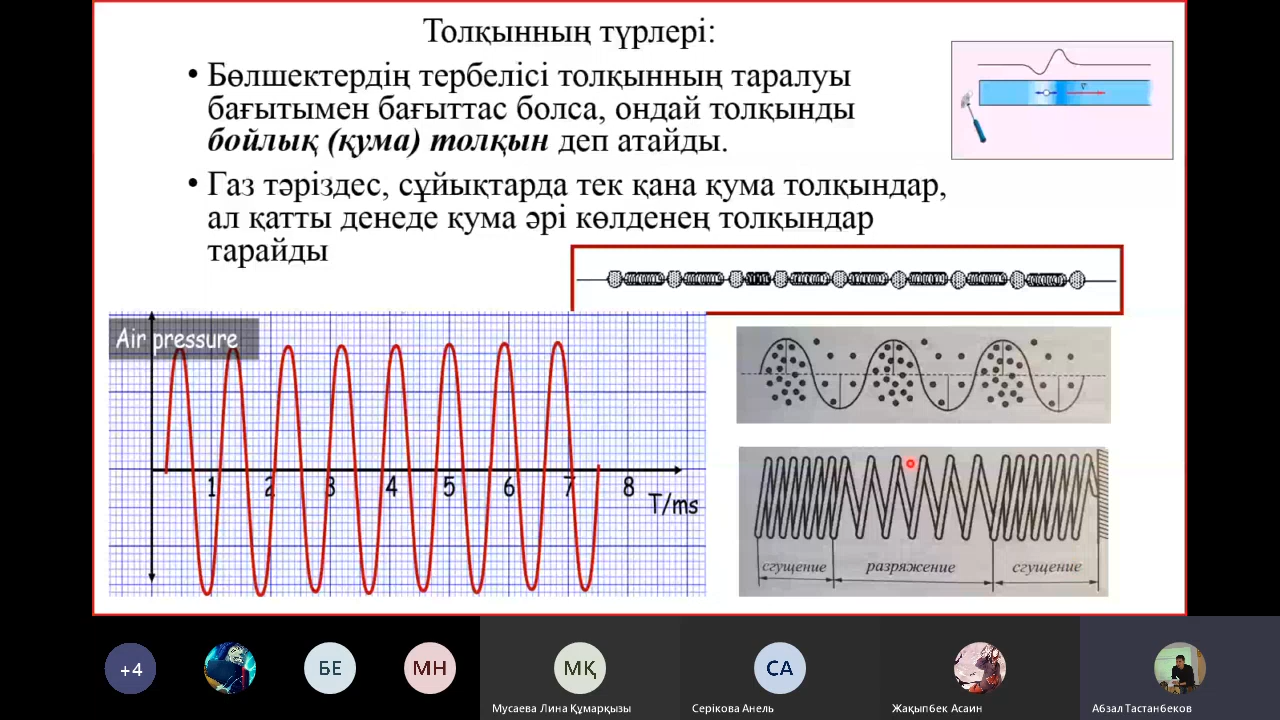 Толқынның түрлері:
• Бөлшектердің тербелісі толқынның таралуы
бағытымен бағыттас болса, ондай толқынды
бойлық (қума) толқын деп атайды.
• Газ тәріздес, сұйықтарда тек қана қума толқындар,
ал қатты денеде қума әрі көлденең толқындар
тарайды
Air pressure
1 2 3 4 5 6 7 8
T/ms
сгущение разряжение сгущение
+4 БЕ МН МҚ СА
Мусаева Лина Құмарқызы Серікова Анель Жақыпбек Асаин Абзал Тастанбеков